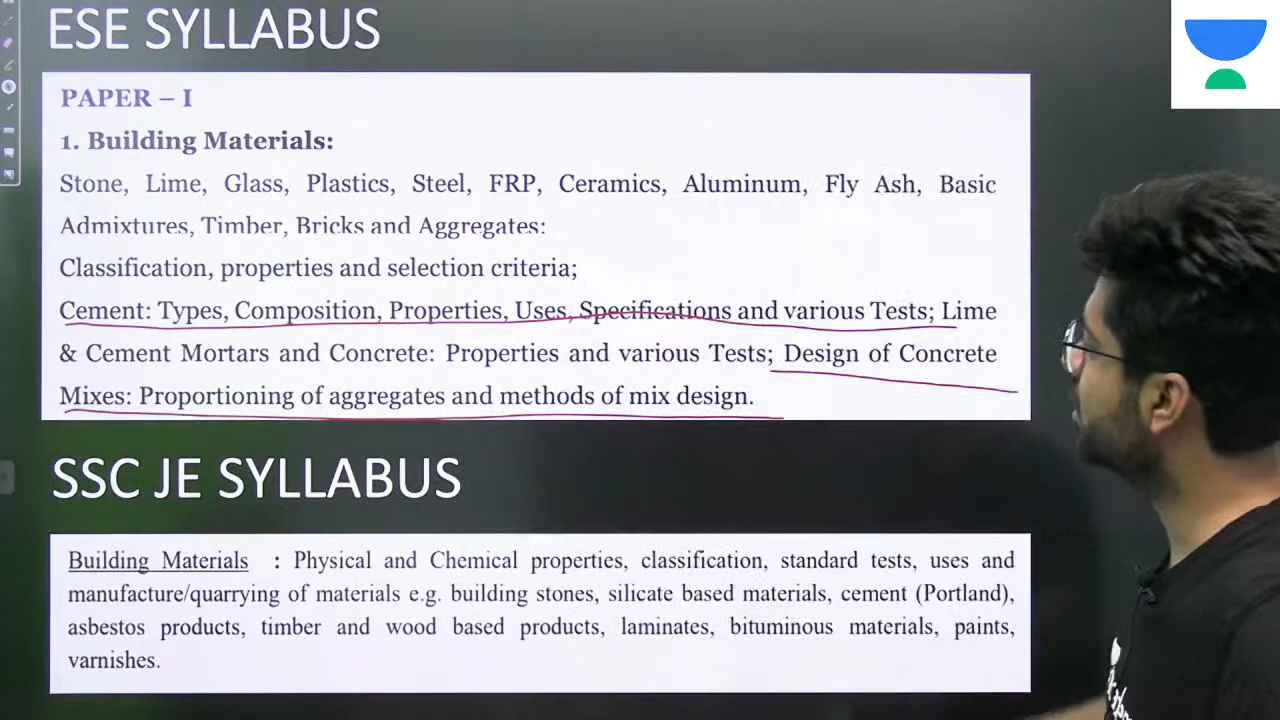 ESE SYLLABUS
PAPER – I
1. Building Materials:
Stone, Lime, Glass, Plastics, Steel, FRP, Ceramics, Aluminum, Fly Ash, Basic
Admixtures, Timber, Bricks and Aggregates:
Classification, properties and selection criteria;
Cement: Types, Composition, Properties, Uses, Specifications and various Tests; Lime
& Cement Mortars and Concrete: Properties and various Tests; Design of Concrete
Mixes: Proportioning of aggregates and methods of mix design.
SSC JE SYLLABUS
Building Materials : Physical and Chemical properties, classification, standard tests, uses and
manufacture/quarrying of materials e.g. building stones, silicate based materials, cement (Portland),
asbestos products, timber and wood based products, laminates, bituminous materials, paints,
varnishes.